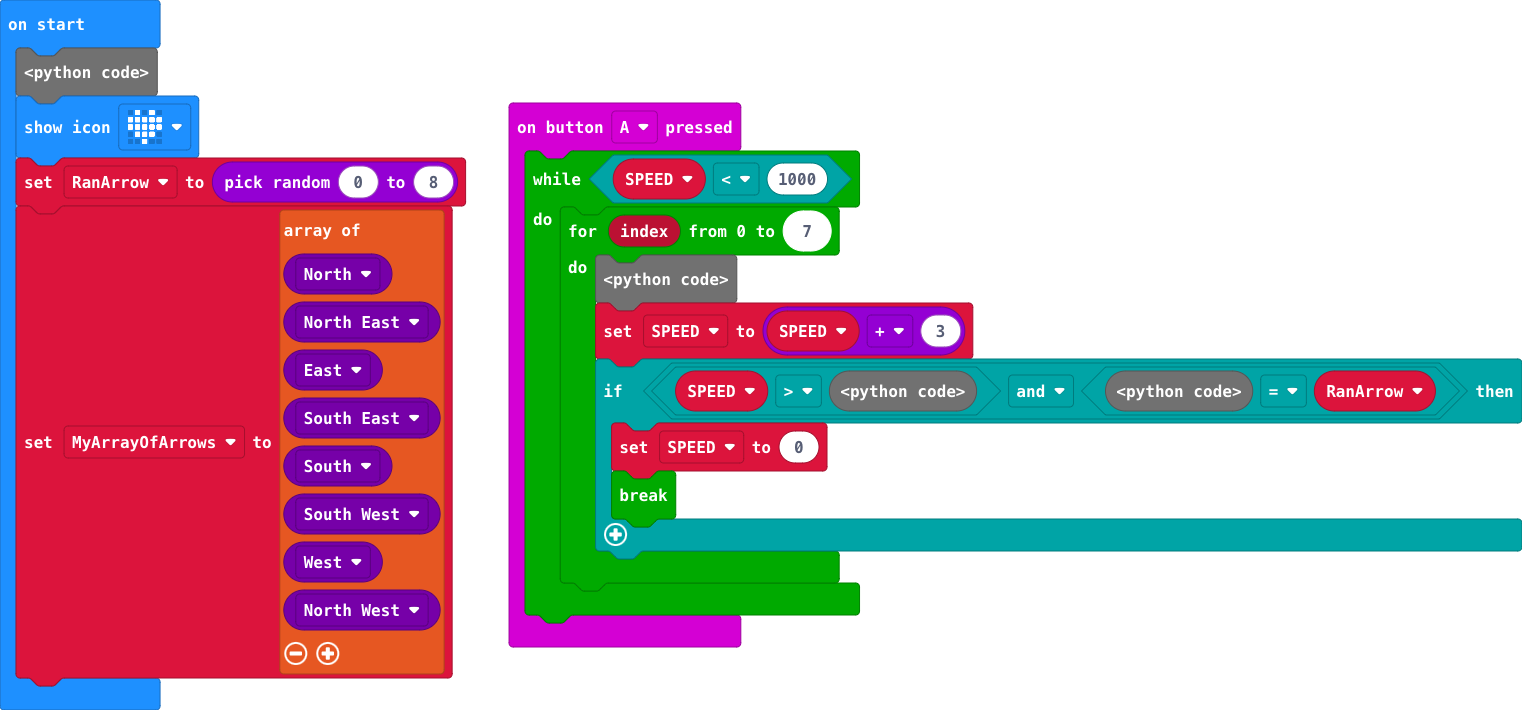 on start
<python code>
show icon
set RanArrow to pick random 0 to 8
set MyArrayOfArrows to array of
North
North East
East
South East
South
South West
West
North West
on button A pressed
while SPEED < 1000
do
for index from 0 to 7
do
<python code>
set SPEED to SPEED + 3
if SPEED > <python code> and <python code> = RanArrow then
set SPEED to 0
break